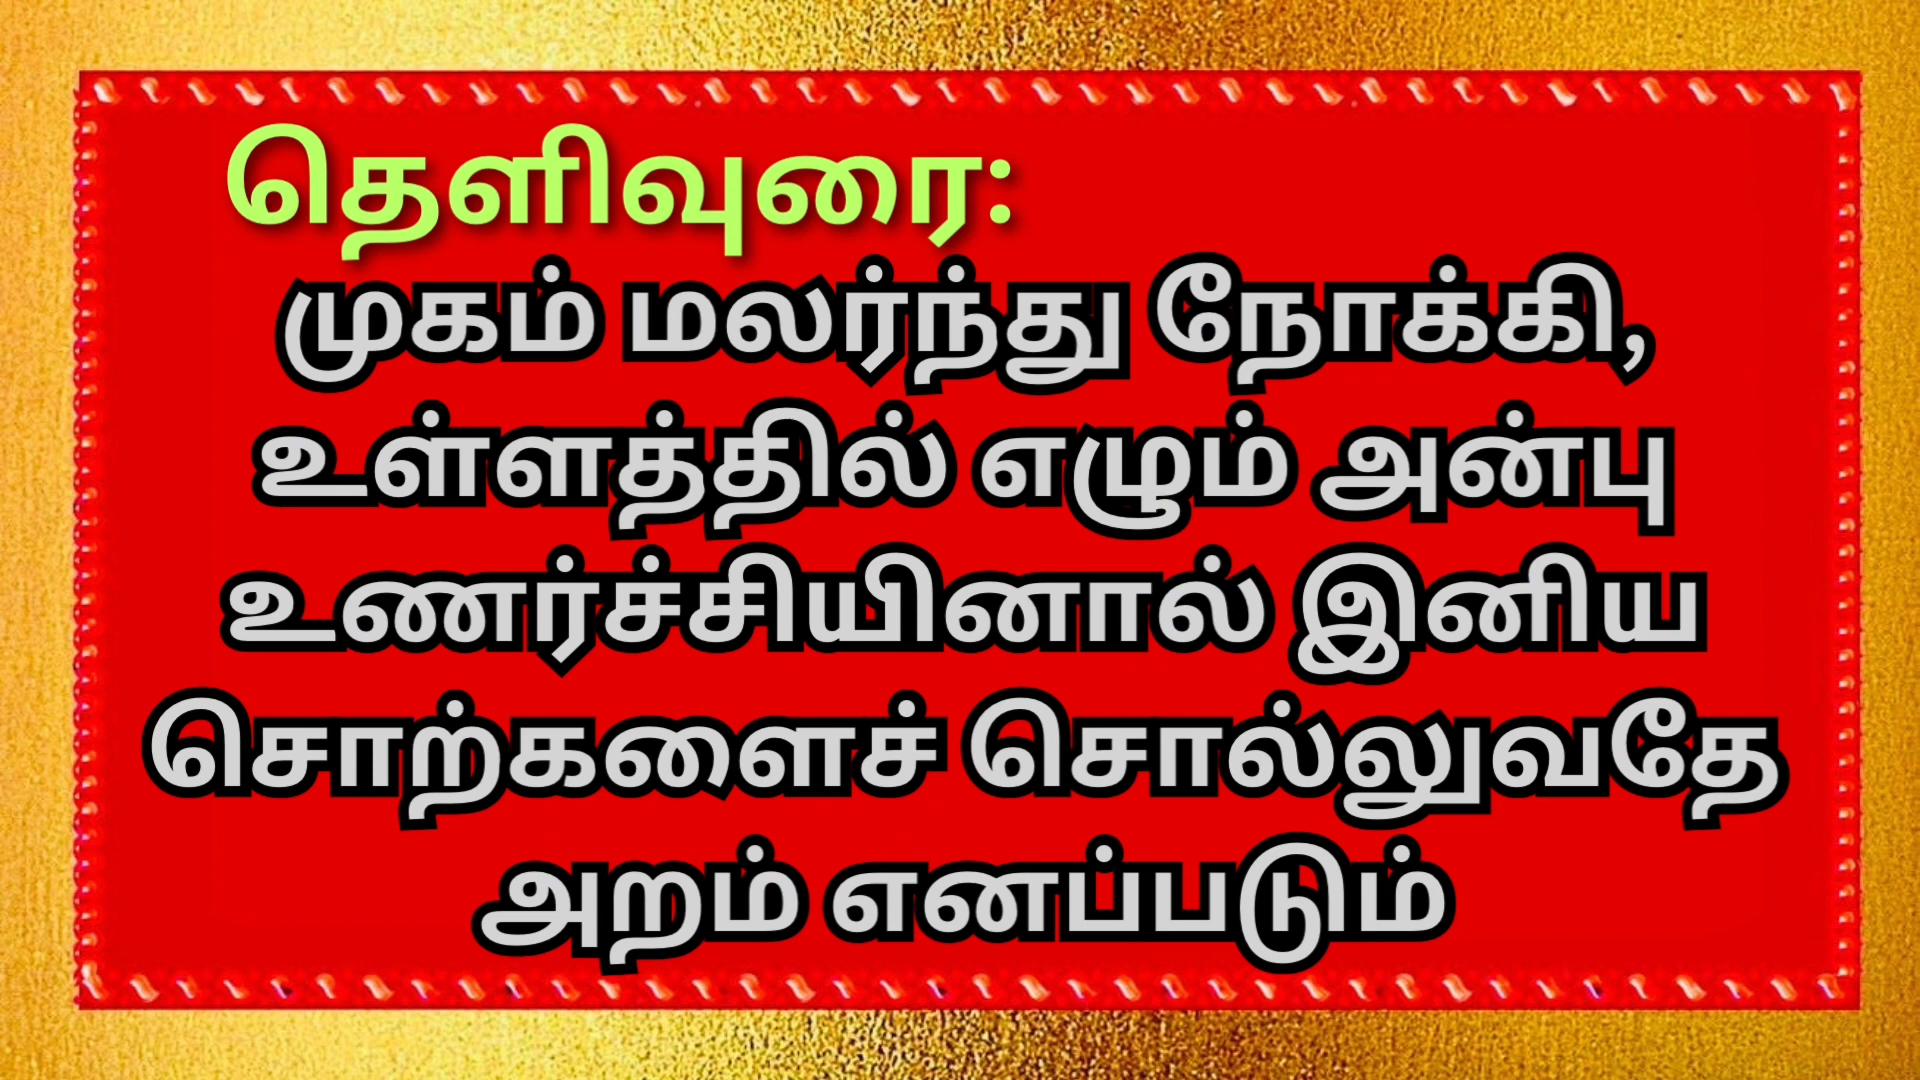 தெளிவுரை:
முகம் மலர்ந்து நோக்கி,
உள்ளத்தில் எழும் அன்பு
உணர்ச்சியினால் இனிய
சொற்களைச் சொல்லுவதே
அறம் எனப்படும்